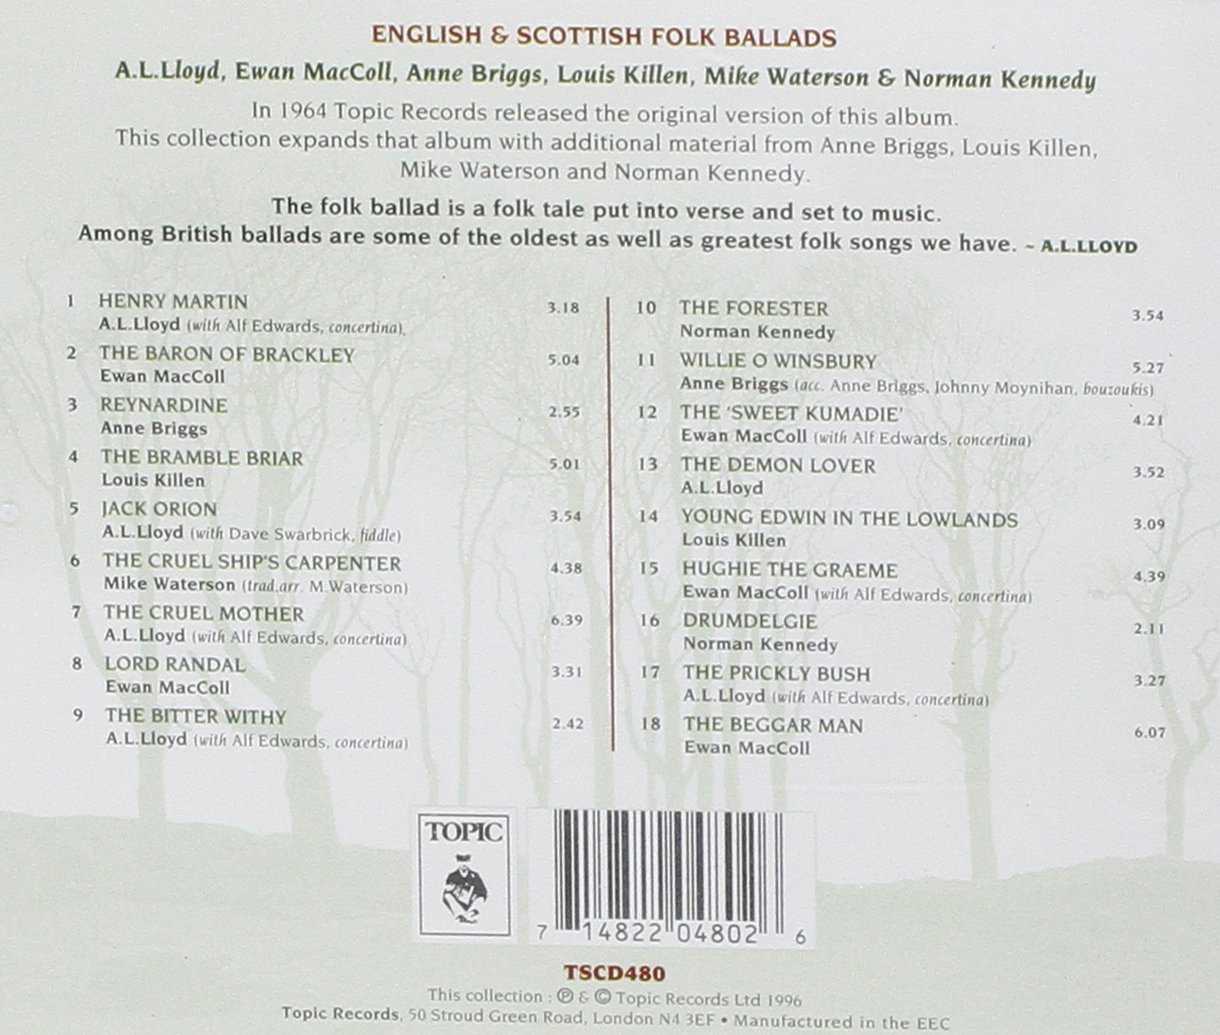 ENGLISH & SCOTTISH FOLK BALLADS
A.L.Lloyd, Ewan MacColl, Anne Briggs, Louis Killen, Mike Waterson & Norman Kennedy
In 1964 Topic Records released the original version of this album.
This collection expands that album with additional material from Anne Briggs, Louis Killen,
Mike Waterson and Norman Kennedy.
The folk ballad is a folk tale put into verse and set to music.
Among British ballads are some of the oldest as well as greatest folk songs we have. ~ A.L.LLOYD
1 HENRY MARTIN 3.18
A.L.Lloyd (with Alf Edwards, concertina),
2 THE BARON OF BRACKLEY 5.04
Ewan MacColl
3 REYNARDINE 2.55
Anne Briggs
4 THE BRAMBLE BRIAR 5.01
Louis Killen
5 JACK ORION 3.54
A.L.Lloyd (with Dave Swarbrick, fiddle)
6 THE CRUEL SHIP'S CARPENTER 4.38
Mike Waterson (trad.arr. M.Waterson)
7 THE CRUEL MOTHER 6.39
A.L.Lloyd (with Alf Edwards, concertina)
8 LORD RANDAL 3.31
Ewan MacColl
9 THE BITTER WITHY 2.42
A.L.Lloyd (with Alf Edwards, concertina)
10 THE FORESTER 3.54
Norman Kennedy
11 WILLIE O WINSBURY 5.27
Anne Briggs (acc. Anne Briggs, Johnny Moynihan, bouzoukis)
12 THE 'SWEET KUMADIE' 4.21
Ewan MacColl (with Alf Edwards, concertina)
13 THE DEMON LOVER 3.52
A.L.Lloyd
14 YOUNG EDWIN IN THE LOWLANDS 3.09
Louis Killen
15 HUGHIE THE GRAEME 4.39
Ewan MacColl (with Alf Edwards, concertina)
16 DRUMDELGIE 2.11
Norman Kennedy
17 THE PRICKLY BUSH 3.27
A.L.Lloyd (with Alf Edwards, concertina)
18 THE BEGGAR MAN 6.07
Ewan MacColl
TOPIC
7 14822 04802 6
TSCD480
This collection : ℗ & © Topic Records Ltd 1996
Topic Records, 50 Stroud Green Road, London N4 3EF • Manufactured in the EEC